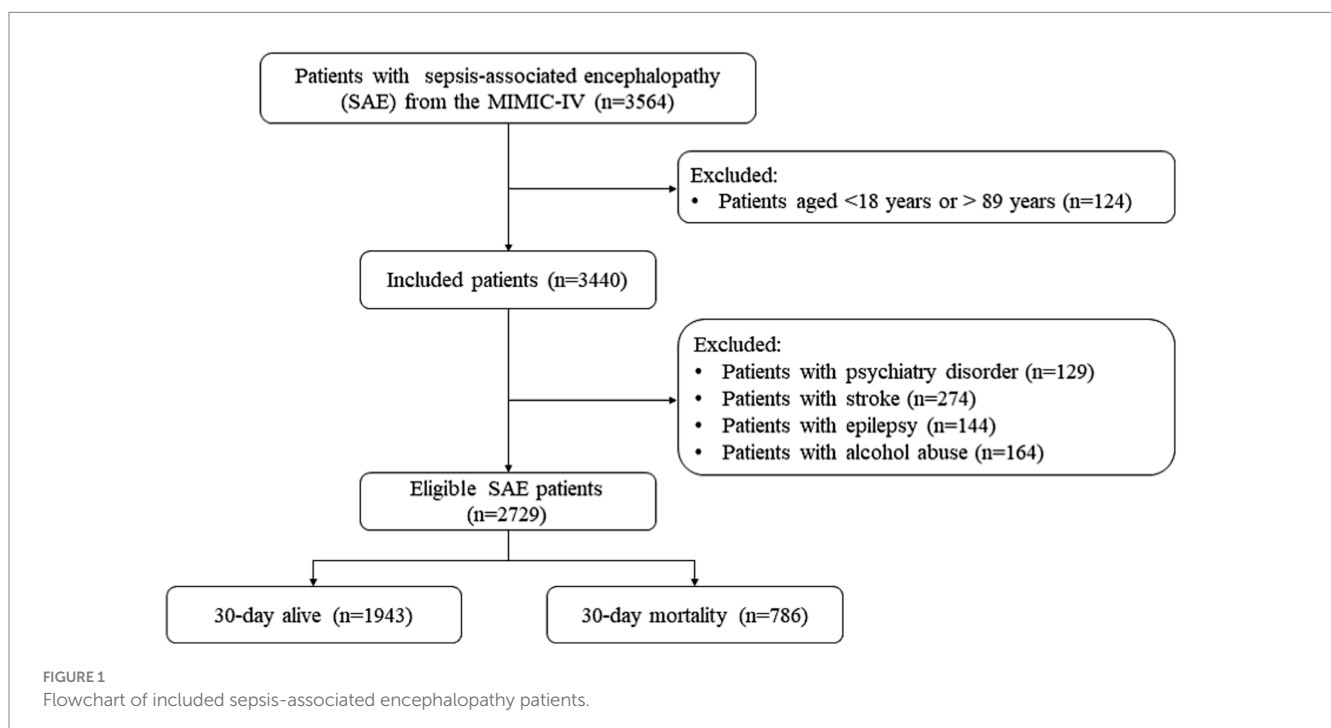 Patients with sepsis-associated encephalopathy
(SAE) from the MIMIC-IV (n=3564)
Excluded:
• Patients aged <18 years or > 89 years (n=124)
Included patients (n=3440)
Excluded:
• Patients with psychiatry disorder (n=129)
• Patients with stroke (n=274)
• Patients with epilepsy (n=144)
• Patients with alcohol abuse (n=164)
Eligible SAE patients
(n=2729)
30-day alive (n=1943)
30-day mortality (n=786)
FIGURE 1
Flowchart of included sepsis-associated encephalopathy patients.